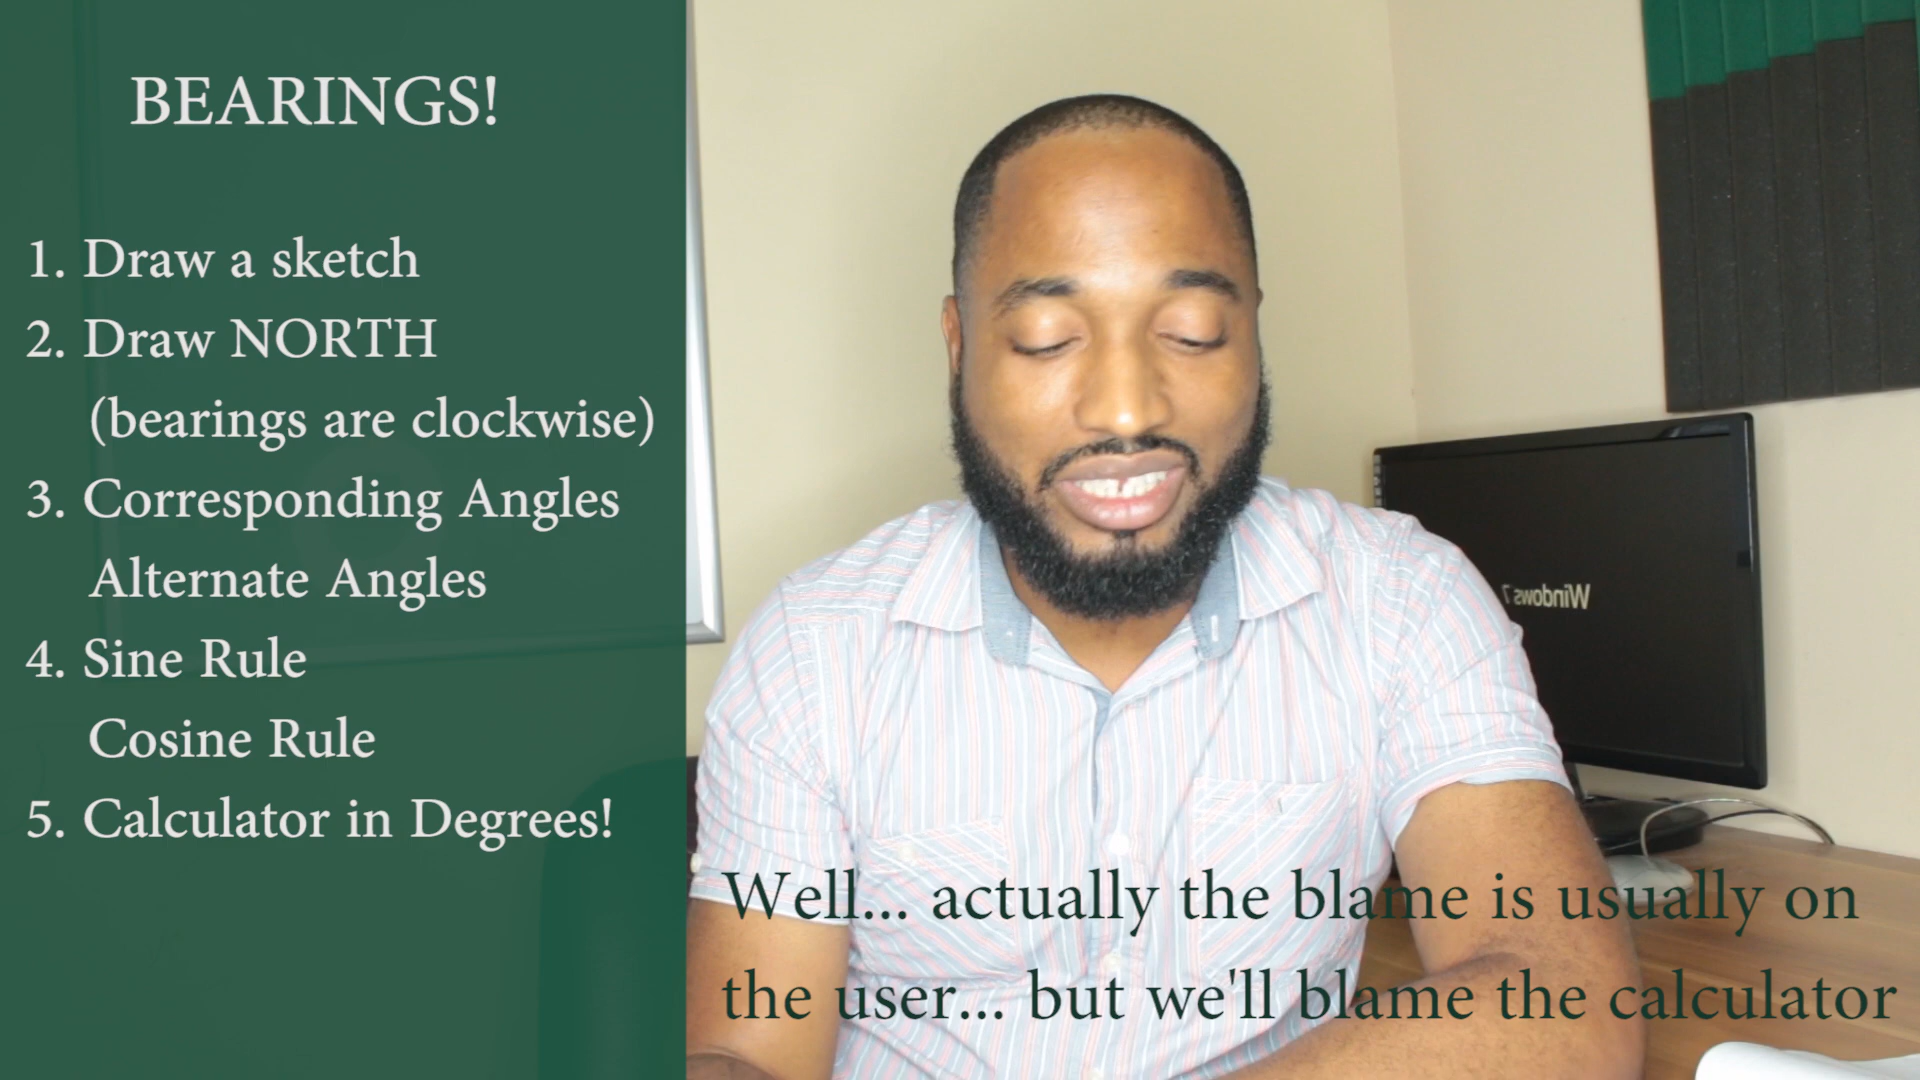 BEARINGS!
1. Draw a sketch
2. Draw NORTH
(bearings are clockwise)
3. Corresponding Angles
Alternate Angles
4. Sine Rule
Cosine Rule
5. Calculator in Degrees!
Windows 7
Well... actually the blame is usually on
the user... but we'll blame the calculator